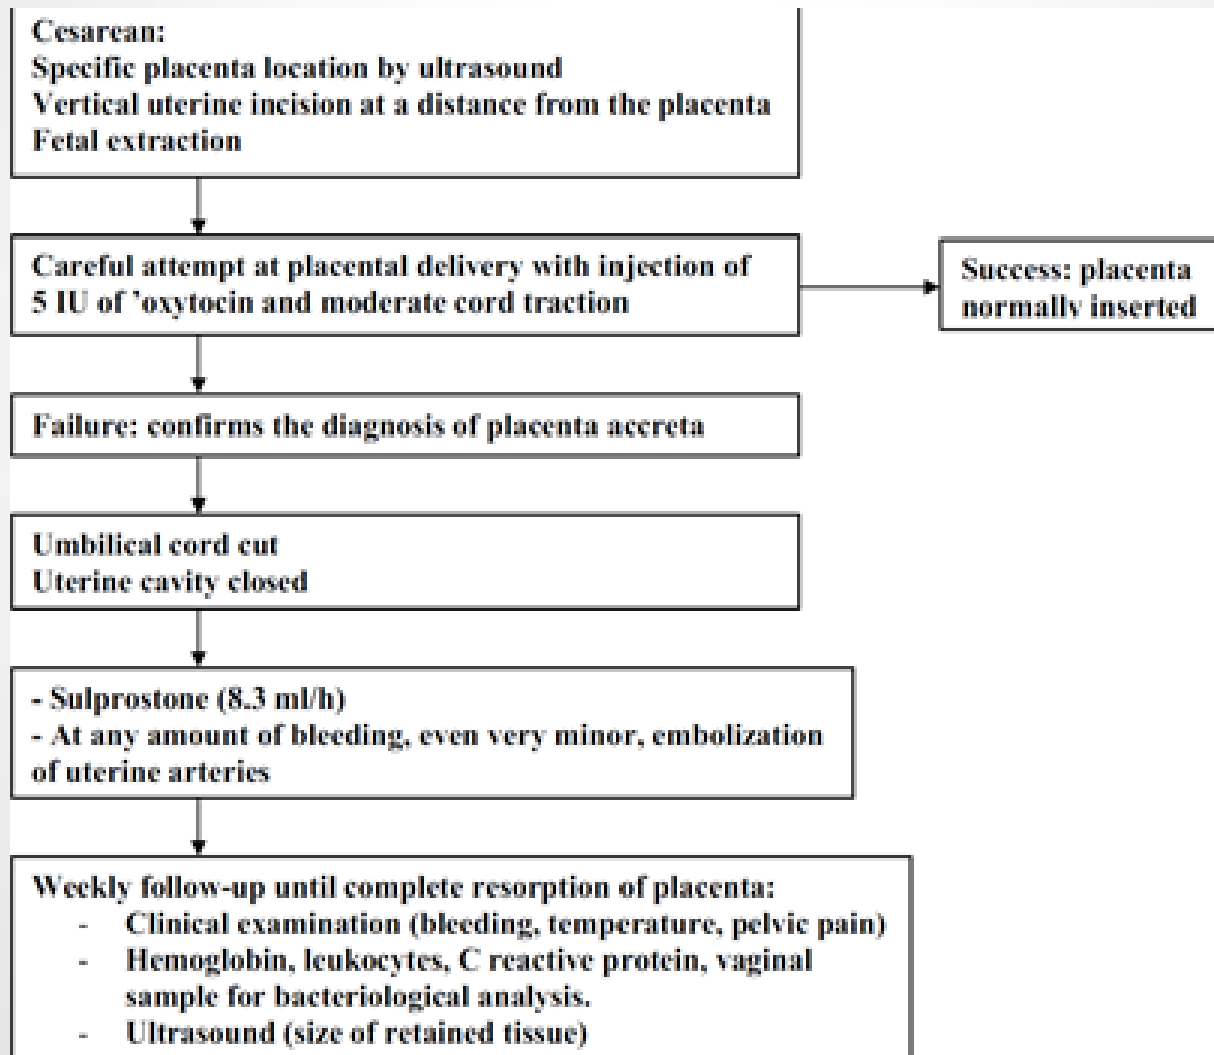 Cesarean:
Specific placenta location by ultrasound
Vertical uterine incision at a distance from the placenta
Fetal extraction
Careful attempt at placental delivery with injection of
5 IU of ’oxytocin and moderate cord traction
Success: placenta
normally inserted
Failure: confirms the diagnosis of placenta accreta
Umbilical cord cut
Uterine cavity closed
- Sulprostone (8.3 ml/h)
- At any amount of bleeding, even very minor, embolization
of uterine arteries
Weekly follow-up until complete resorption of placenta:
- Clinical examination (bleeding, temperature, pelvic pain)
- Hemoglobin, leukocytes, C reactive protein, vaginal
sample for bacteriological analysis.
- Ultrasound (size of retained tissue)